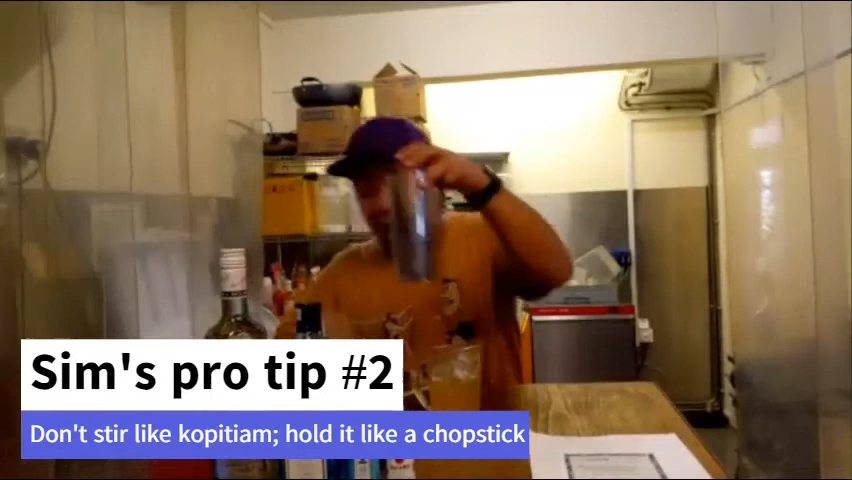 Sim's pro tip #2
Don't stir like kopitiam; hold it like a chopstick